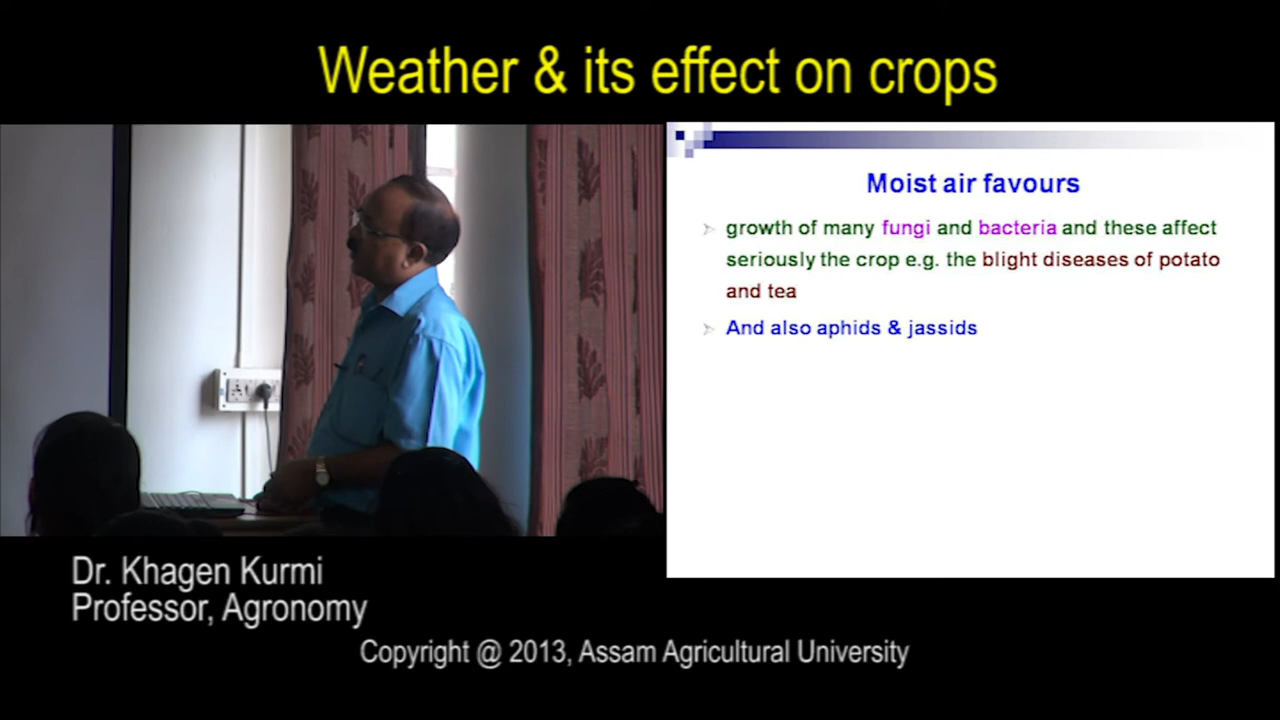 Weather & its effect on crops
Moist air favours
growth of many fungi and bacteria and these affect
seriously the crop e.g. the blight diseases of potato
and tea
And also aphids & jassids
Dr. Khagen Kurmi
Professor, Agronomy
Copyright @ 2013, Assam Agricultural University